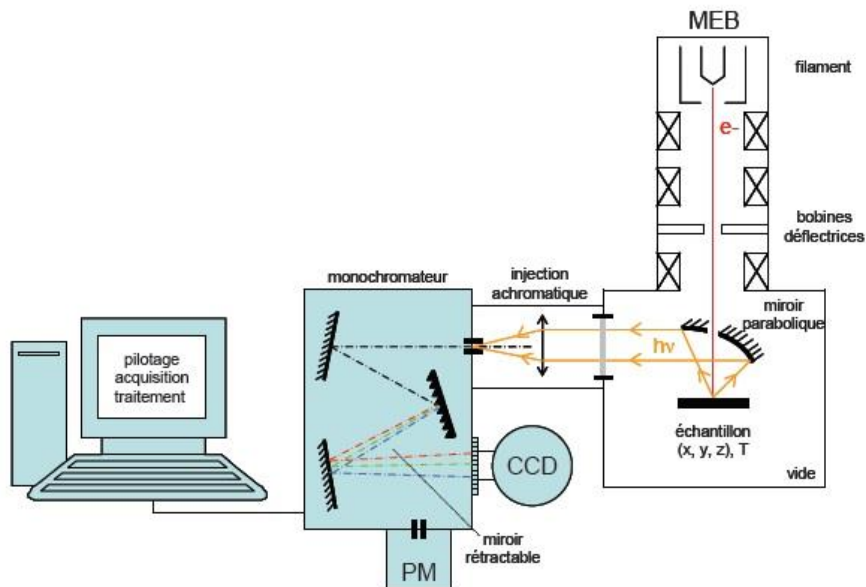 MEB
filament
e-
bobines
déflectrices
monochromateur
injection
achromatique
miroir
parabolique
hν
pilotage
acquisition
traitement
échantillon
(x, y, z), T
vide
CCD
miroir
rétractable
PM